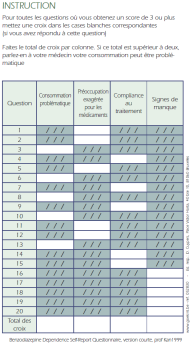 INSTRUCTION
Pour toutes les questions où vous obtenez un score de 3 ou plus
mettez une croix dans les cases blanches correspondantes
(si vous avez répondu à cette question)
Faites le total de croix par colonne. Si ce total est supérieur à deux,
parlez-en à votre médecin votre consommation peut être probl-
ématique
Question
Consommation problématique
Préoccupation exagérée pour les médicaments
Compliance au traitement
Signes de manque
1
2
3
4
5
6
7
8
9
10
11
12
13
14
15
16
17
18
19
20
Total des croix
Benzodiazepine Dependence Self-Report Questionnaire, version courte, prof Kan 1999